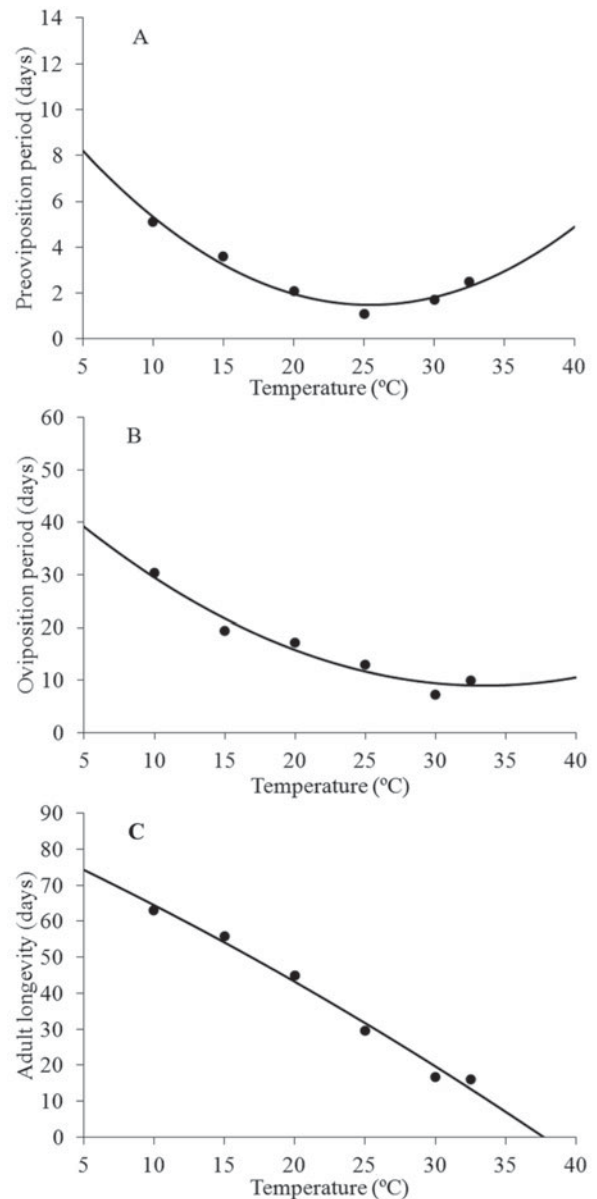 A
Preoviposition period (days)
14
12
10
8
6
4
2
0
5 10 15 20 25 30 35 40
Temperature (ºC)
B
Oviposition period (days)
60
50
40
30
20
10
0
5 10 15 20 25 30 35 40
Temperature (ºC)
C
Adult longevity (days)
90
80
70
60
50
40
30
20
10
0
5 10 15 20 25 30 35 40
Temperature (ºC)